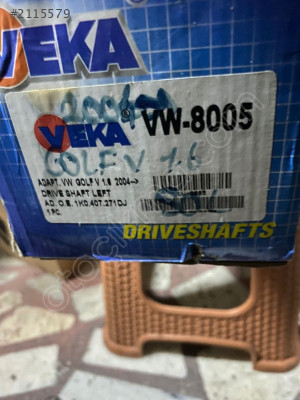 #2115579
VEKA
2004→
VEKA VW-8005
GOLF V 1.6
ADAPT. VW GOLF V 1.6 2004-->
DRIVE SHAFT LEFT
AD.O.E. 1K0.407.271DJ
1 PC.
DRIVESHAFTS